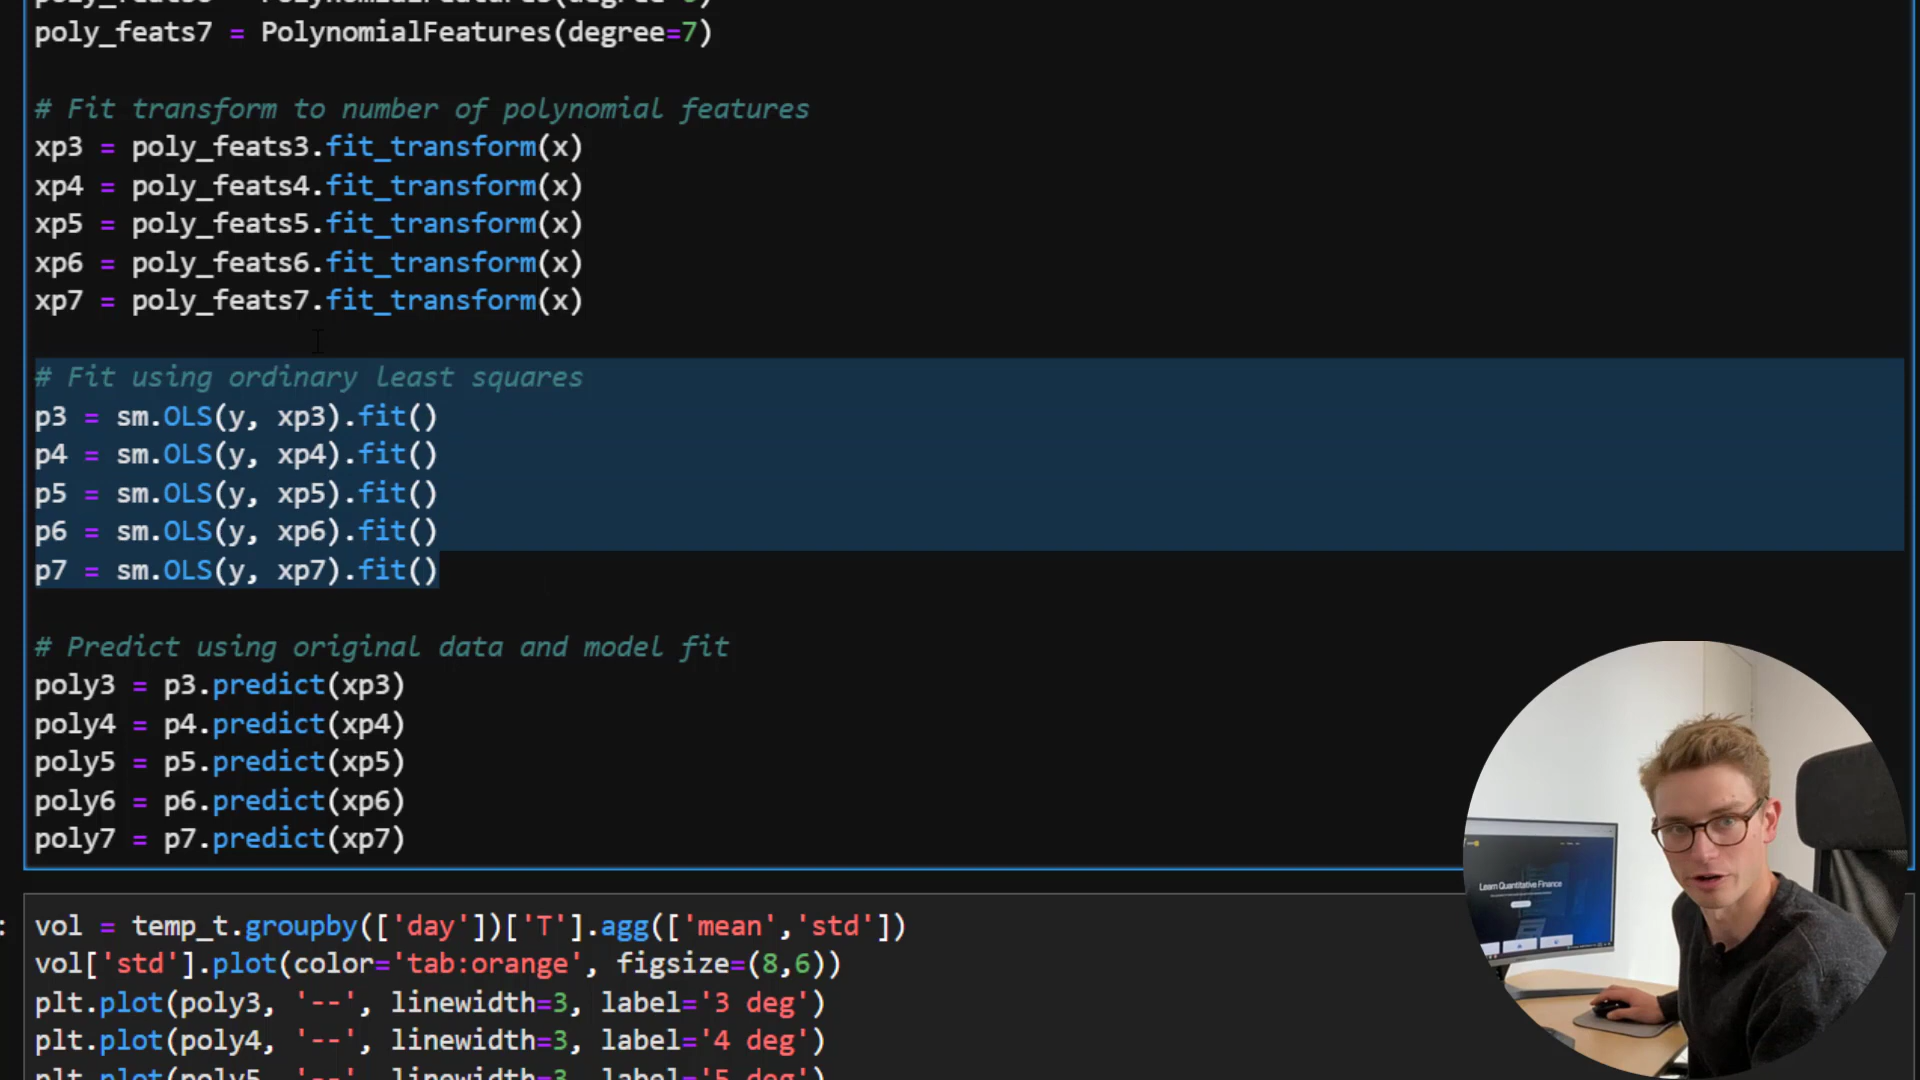 poly_feats7 = PolynomialFeatures(degree=7)
# Fit transform to number of polynomial features
xp3 = poly_feats3.fit_transform(x)
xp4 = poly_feats4.fit_transform(x)
xp5 = poly_feats5.fit_transform(x)
xp6 = poly_feats6.fit_transform(x)
xp7 = poly_feats7.fit_transform(x)
# Fit using ordinary least squares
p3 = sm.OLS(y, xp3).fit()
p4 = sm.OLS(y, xp4).fit()
p5 = sm.OLS(y, xp5).fit()
p6 = sm.OLS(y, xp6).fit()
p7 = sm.OLS(y, xp7).fit()
# Predict using original data and model fit
poly3 = p3.predict(xp3)
poly4 = p4.predict(xp4)
poly5 = p5.predict(xp5)
poly6 = p6.predict(xp6)
poly7 = p7.predict(xp7)
Learn Quantitative Finance
:
vol = temp_t.groupby(['day'])['T'].agg(['mean','std'])
vol['std'].plot(color='tab:orange', figsize=(8,6))
plt.plot(poly3, '--', linewidth=3, label='3 deg')
plt.plot(poly4, '--', linewidth=3, label='4 deg')
plt.plot(poly5, '--', linewidth=3, label='5 deg')